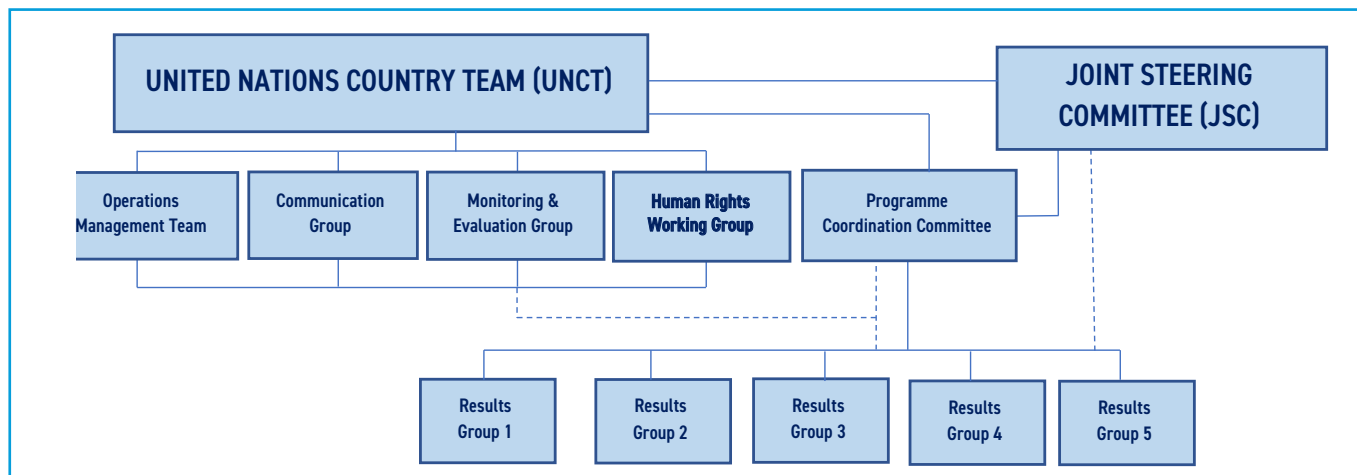 UNITED NATIONS COUNTRY TEAM (UNCT)
JOINT STEERING
COMMITTEE (JSC)
Operations
Management Team
Communication
Group
Monitoring &
Evaluation Group
Human Rights
Working Group
Programme
Coordination Committee
Results
Group 1
Results
Group 2
Results
Group 3
Results
Group 4
Results
Group 5